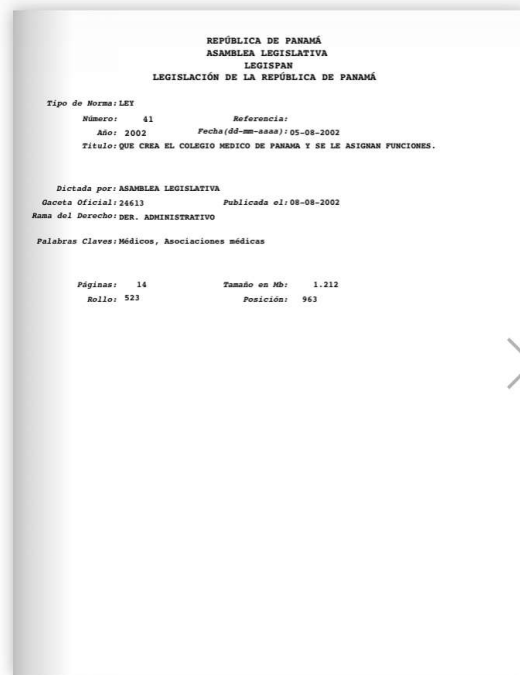 REPÚBLICA DE PANAMÁ
ASAMBLEA LEGISLATIVA
LEGISPAN
LEGISLACIÓN DE LA REPÚBLICA DE PANAMÁ
Tipo de Norma: LEY
Número: 41 Referencia:
Año: 2002 Fecha(dd-mm-aaaa): 05-08-2002
Titulo: QUE CREA EL COLEGIO MEDICO DE PANAMA Y SE LE ASIGNAN FUNCIONES.
Dictada por: ASAMBLEA LEGISLATIVA
Gaceta Oficial: 24613 Publicada el: 08-08-2002
Rama del Derecho: DER. ADMINISTRATIVO
Palabras Claves: Médicos, Asociaciones médicas
Páginas: 14 Tamaño en Mb: 1.212
Rollo: 523 Posición: 963